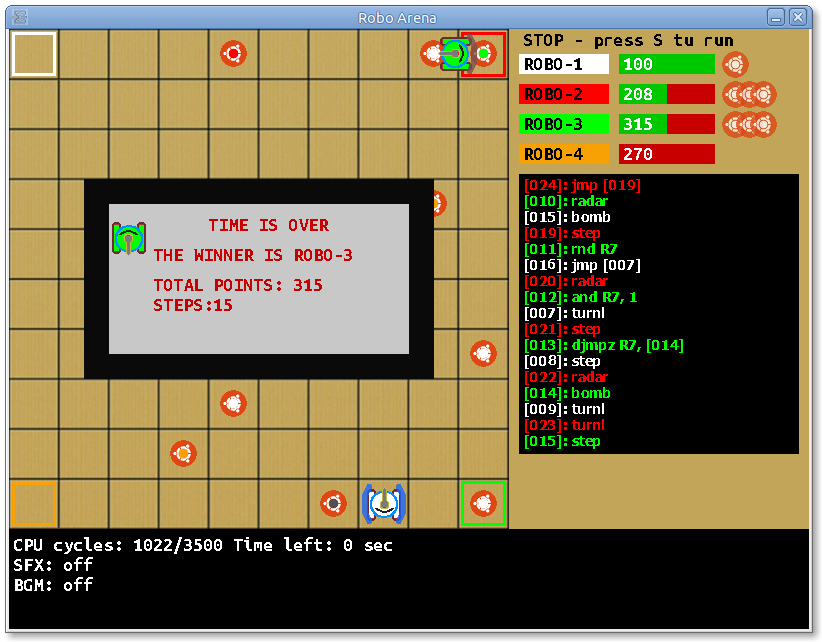 Robo Arena
STOP - press S tu run
ROBO-1 100
ROBO-2 208
ROBO-3 315
ROBO-4 270
[024]: jmp [019]
[010]: radar
[015]: bomb
[019]: step
[011]: rnd R7
[016]: jmp [007]
[020]: radar
[012]: and R7, 1
[007]: turnl
[021]: step
[013]: djmpz R7, [014]
[008]: step
[022]: radar
[014]: bomb
[009]: turnl
[023]: turnl
[015]: step
TIME IS OVER
THE WINNER IS ROBO-3
TOTAL POINTS: 315
STEPS:15
CPU cycles: 1022/3500 Time left: 0 sec
SFX: off
BGM: off